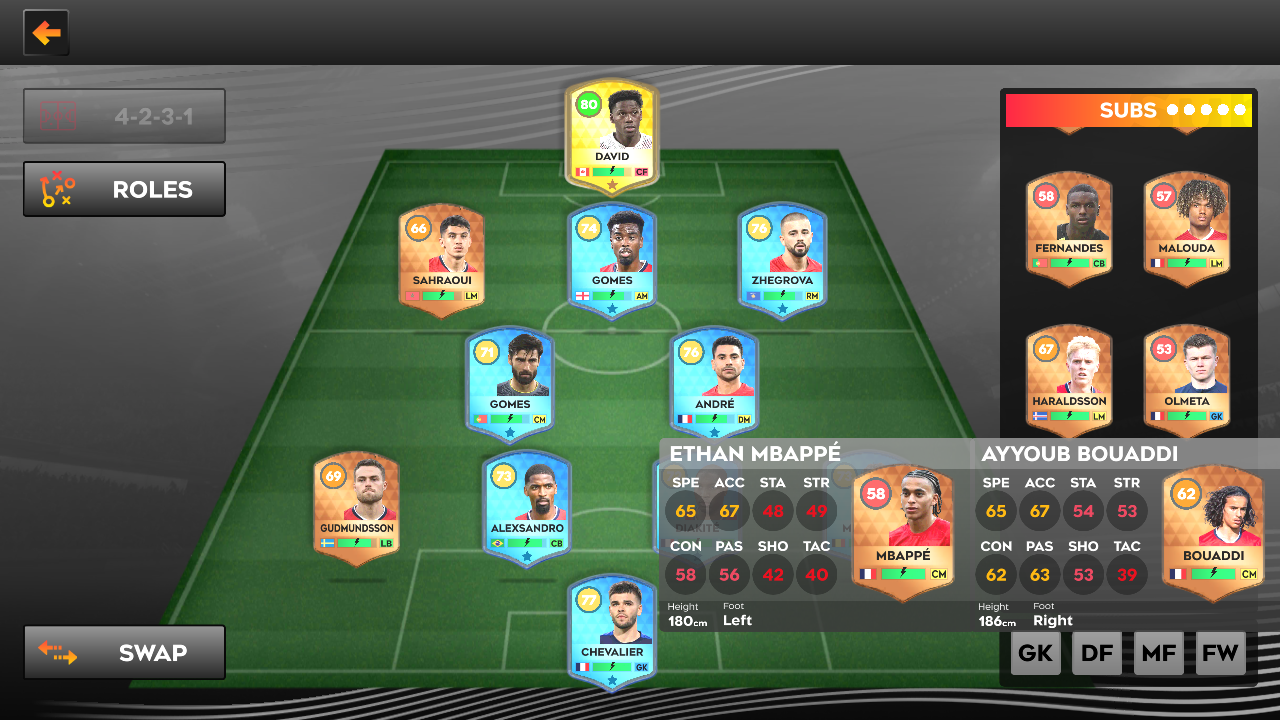 4-2-3-1
ROLES
SUBS
80
DAVID
CF
66
SAHRAOUI
LM
74
GOMES
AM
76
ZHEGROVA
RM
58
FERNANDES
CB
57
MALOUDA
LM
71
GOMES
CM
76
ANDRÉ
DM
67
HARALDSSON
LM
53
OLMETA
GK
69
GUDMUNDSSON
LB
73
ALEXSANDRO
CB
ETHAN MBAPPÉ
SPE ACC STA STR
65 67 48 49
CON PAS SHO TAC
58 56 42 40
Height Foot
180cm Left
58
MBAPPÉ
CM
AYYOUB BOUADDI
SPE ACC STA STR
65 67 54 53
CON PAS SHO TAC
62 63 53 39
Height Foot
186cm Right
62
BOUADDI
CM
77
CHEVALIER
GK
SWAP
GK DF MF FW